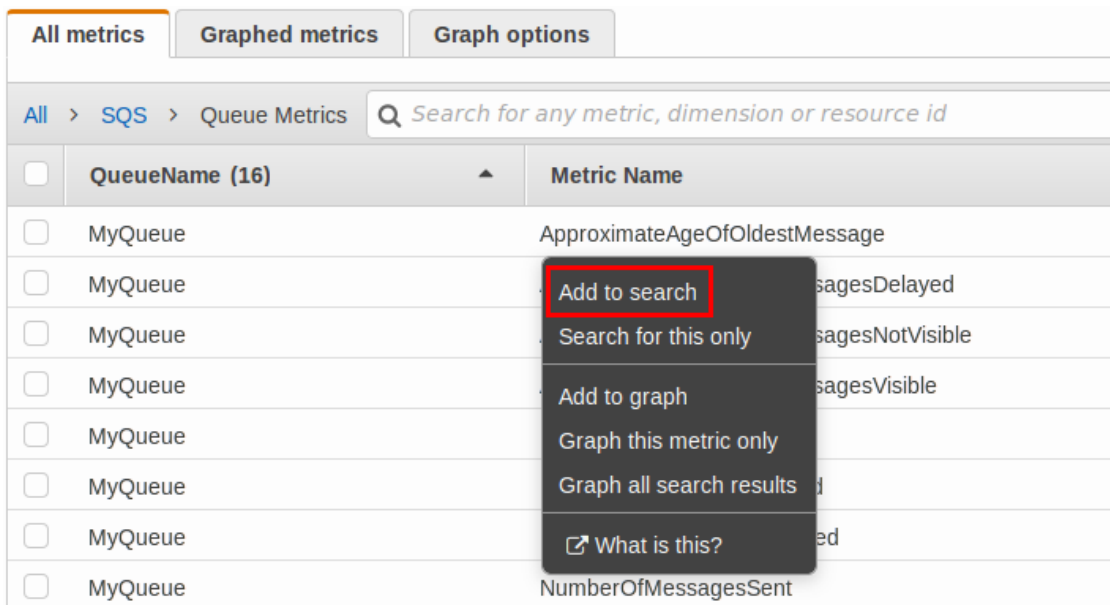 All metrics Graphed metrics Graph options
All > SQS > Queue Metrics Search for any metric, dimension or resource id
QueueName (16) Metric Name
MyQueue ApproximateAgeOfOldestMessage
MyQueue sagesDelayed
Add to search
MyQueue sagesNotVisible
Search for this only
MyQueue sagesVisible
Add to graph
MyQueue
Graph this metric only
MyQueue
Graph all search results
MyQueue ed
What is this?
MyQueue NumberOfMessagesSent